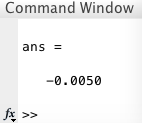 Command Window
ans =
-0.0050
fx >>